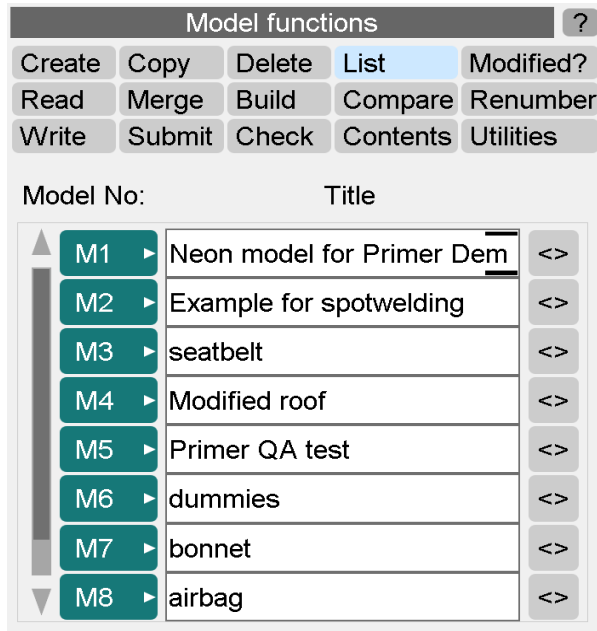 Model functions ?
Create Copy Delete List Modified?
Read Merge Build Compare Renumber
Write Submit Check Contents Utilities
Model No: Title
M1 Neon model for Primer Dem <>
M2 Example for spotwelding <>
M3 seatbelt <>
M4 Modified roof <>
M5 Primer QA test <>
M6 dummies <>
M7 bonnet <>
M8 airbag <>